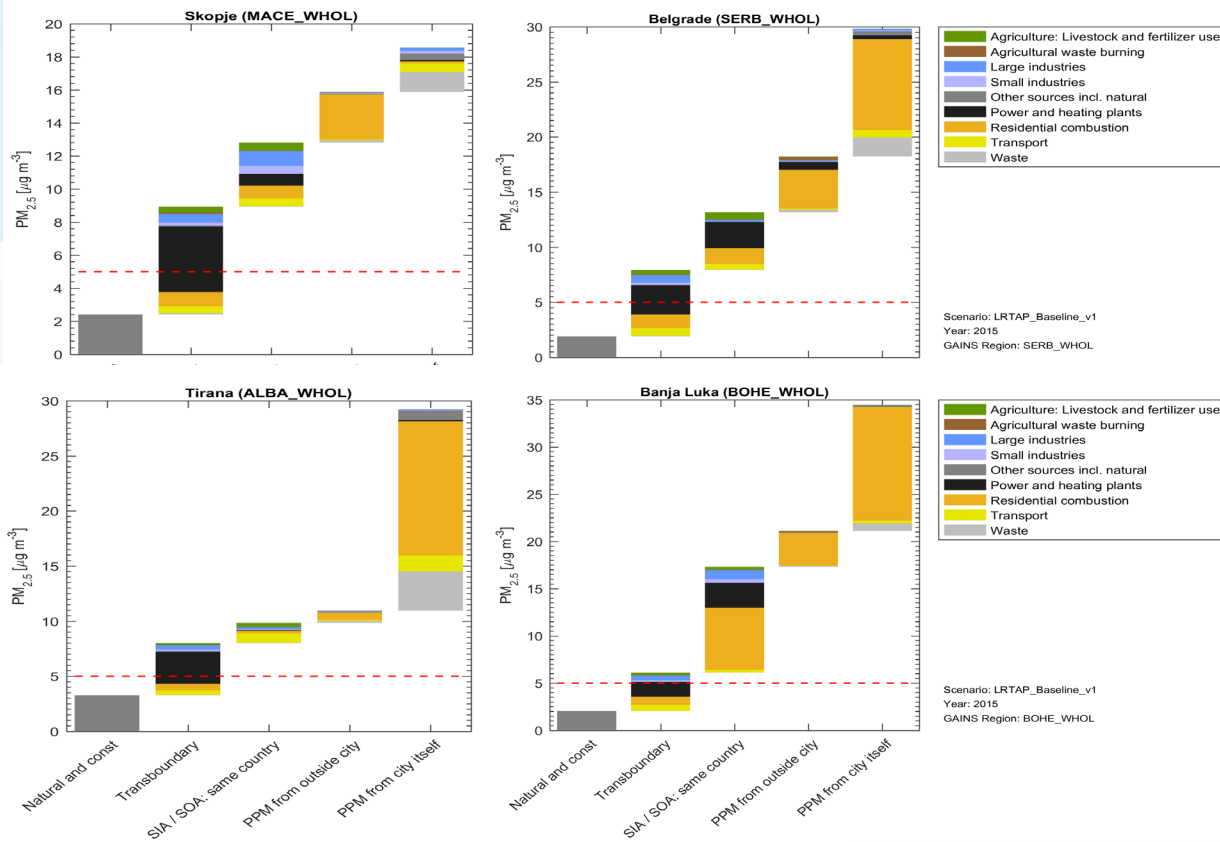 Skopje (MACE_WHOL)
PM2.5 [μg m-3]
20
18
16
14
12
10
8
6
4
2
0
Belgrade (SERB_WHOL)
PM2.5 [μg m-3]
30
25
20
15
10
5
0
Agriculture: Livestock and fertilizer use
Agricultural waste burning
Large industries
Small industries
Other sources incl. natural
Power and heating plants
Residential combustion
Transport
Waste
Scenario: LRTAP_Baseline_v1
Year: 2015
GAINS Region: SERB_WHOL
Tirana (ALBA_WHOL)
PM2.5 [μg m-3]
30
25
20
15
10
5
0
Natural and const
Transboundary
SIA / SOA: same country
PPM from outside city
PPM from city itself
Banja Luka (BOHE_WHOL)
PM2.5 [μg m-3]
35
30
25
20
15
10
5
0
Natural and const
Transboundary
SIA / SOA: same country
PPM from outside city
PPM from city itself
Agriculture: Livestock and fertilizer use
Agricultural waste burning
Large industries
Small industries
Other sources incl. natural
Power and heating plants
Residential combustion
Transport
Waste
Scenario: LRTAP_Baseline_v1
Year: 2015
GAINS Region: BOHE_WHOL